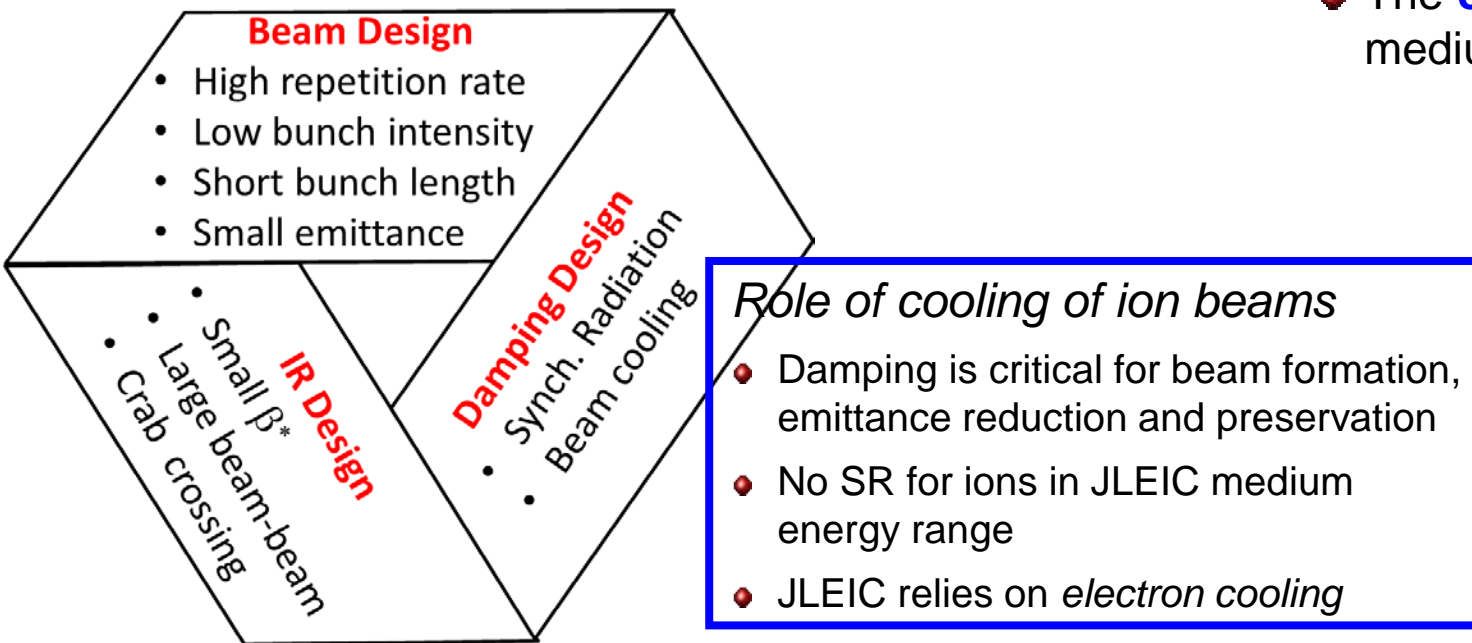 Beam Design
• High repetition rate
• Low bunch intensity
• Short bunch length
• Small emittance
Damping Design
• Synch. Radiation
• Beam cooling
IR Design
• Small β*
• Large beam-beam
• Crab crossing
The
Role of cooling of ion beams
Damping is critical for beam formation,
emittance reduction and preservation
No SR for ions in JLEIC medium
energy range
JLEIC relies on electron cooling